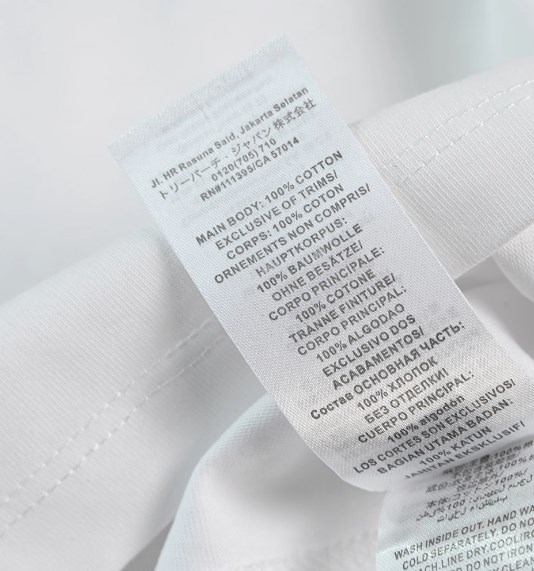 Jl. HR Rasuna Said, Jakarta Selatan
トリーバーチ・ジャパン株式会社
0120(705)710
RN#111395/CA57014
MAIN BODY: 100% COTTON
EXCLUSIVE OF TRIMS/
CORPS: 100% COTON
ORNEMENTS NON COMPRIS/
HAUPTKORPUS:
100% BAUMWOLLE
OHNE BESÄTZE/
CORPO PRINCIPALE:
100% COTONE
TRANNE FINITURE/
CORPO PRINCIPAL:
100% ALGODAO
EXCLUSIVO DOS
ACABAMENTOS/
Состав ОСНОВНАЯ ЧАСТЬ:
100% ХЛОПОК
БЕЗ ОТДЕЛКИ/
CUERPO PRINCIPAL:
100% algodón
LOS CORTES SON EXCLUSIVOS/
BAGIAN UTAMA BADAN:
100% KATUN
WASH INSIDE OUT. HAND WA
COLD SEPARATELY. DO NO